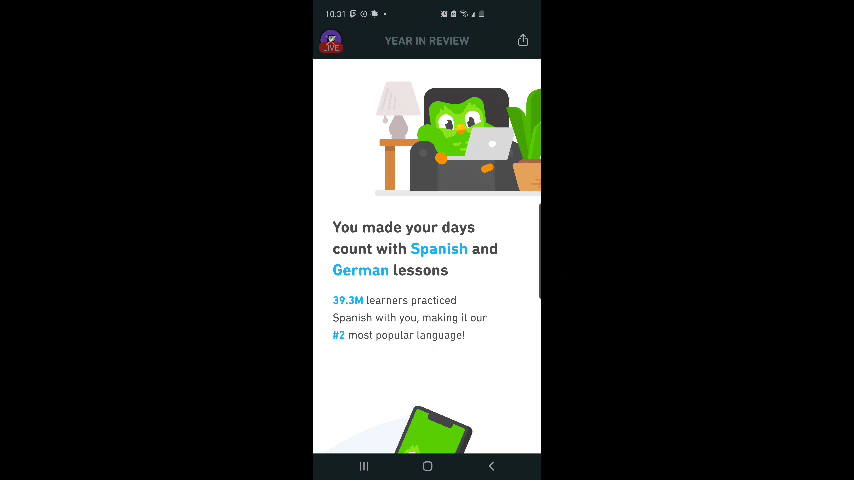 10.31
LIVE
YEAR IN REVIEW
You made your days
count with Spanish and
German lessons
39.3M learners practiced
Spanish with you, making it our
#2 most popular language!